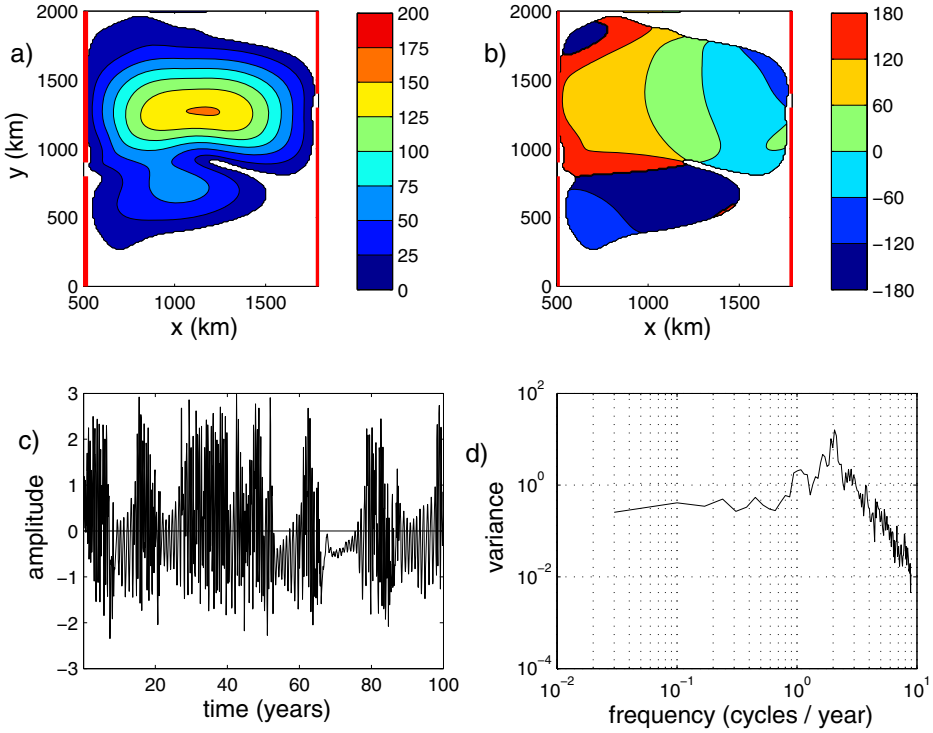 a)
y (km)
2000
1500
1000
500
0
500 1000 1500
x (km)
200
175
150
125
100
75
50
25
0
b)
2000
1500
1000
500
0
500 1000 1500
x (km)
180
120
60
0
−60
−120
−180
c)
amplitude
3
2
1
0
−1
−2
−3
20 40 60 80 100
time (years)
d)
variance
10^2
10^0
10^−2
10^−4
10^−2 10^−1 10^0 10^1
frequency (cycles / year)